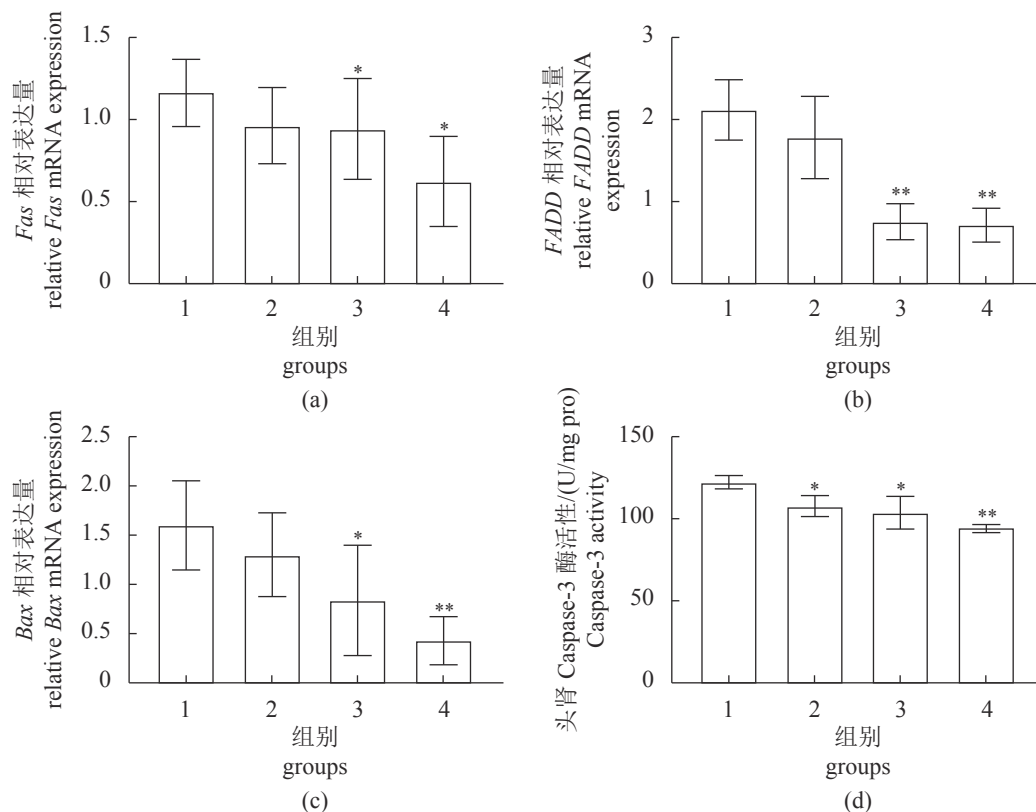 Fas 相对表达量
relative Fas mRNA expression
1.5
1.0
0.5
0
*
*
1
2
3
4
组别
groups
(a)
FADD 相对表达量
relative FADD mRNA
expression
3
2
1
0
**
**
1
2
3
4
组别
groups
(b)
Bax 相对表达量
relative Bax mRNA expression
2.5
2.0
1.5
1.0
0.5
0
*
**
1
2
3
4
组别
groups
(c)
头肾 Caspase-3 酶活性/(U/mg pro)
Caspase-3 activity
150
100
50
0
*
*
**
1
2
3
4
组别
groups
(d)